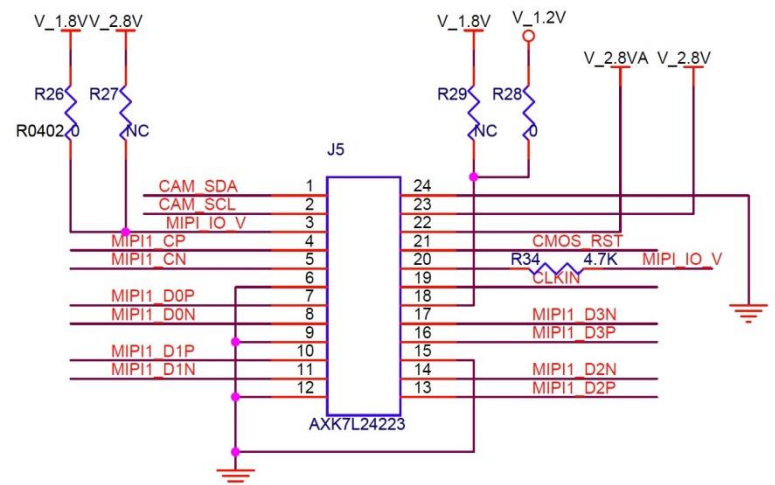 V_1.8V V_2.8V V_1.8V V_1.2V
V_2.8VA V_2.8V
R26 R27 R29 R28
R0402 0 NC NC 0
J5
CAM_SDA 1 24
CAM_SCL 2 23
MIPI_IO_V 3 22
MIPI1_CP 4 21 CMOS_RST
MIPI1_CN 5 20 R34 4.7K MIPI_IO_V
6 19 CLKIN
MIPI1_D0P 7 18
MIPI1_D0N 8 17 MIPI1_D3N
9 16 MIPI1_D3P
MIPI1_D1P 10 15
MIPI1_D1N 11 14 MIPI1_D2N
12 13 MIPI1_D2P
AXK7L24223